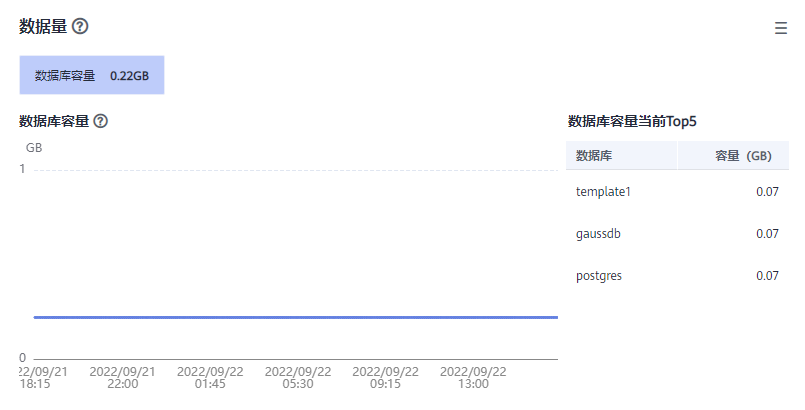 数据量
数据库容量 0.22GB
数据库容量
GB
1
0
22/09/21 18:15
2022/09/21 22:00
2022/09/22 01:45
2022/09/22 05:30
2022/09/22 09:15
2022/09/22 13:00
数据库容量当前Top5
数据库 容量（GB）
template1 0.07
gaussdb 0.07
postgres 0.07